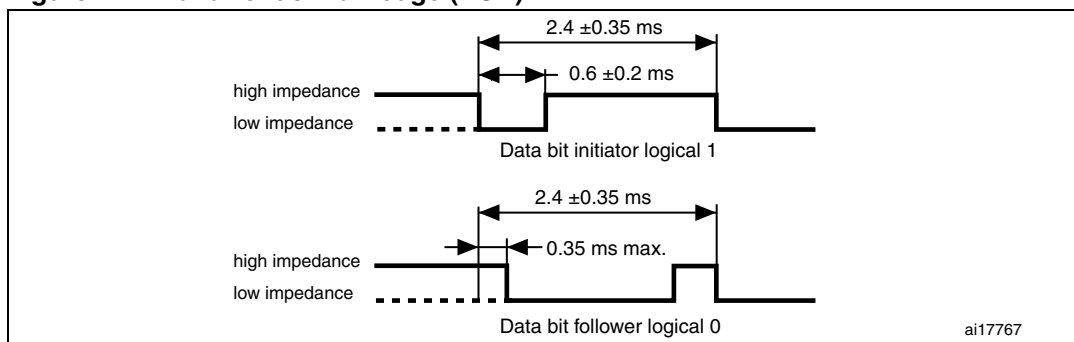 2.4 ±0.35 ms
0.6 ±0.2 ms
high impedance
low impedance
Data bit initiator logical 1
2.4 ±0.35 ms
0.35 ms max.
high impedance
low impedance
Data bit follower logical 0
ai17767